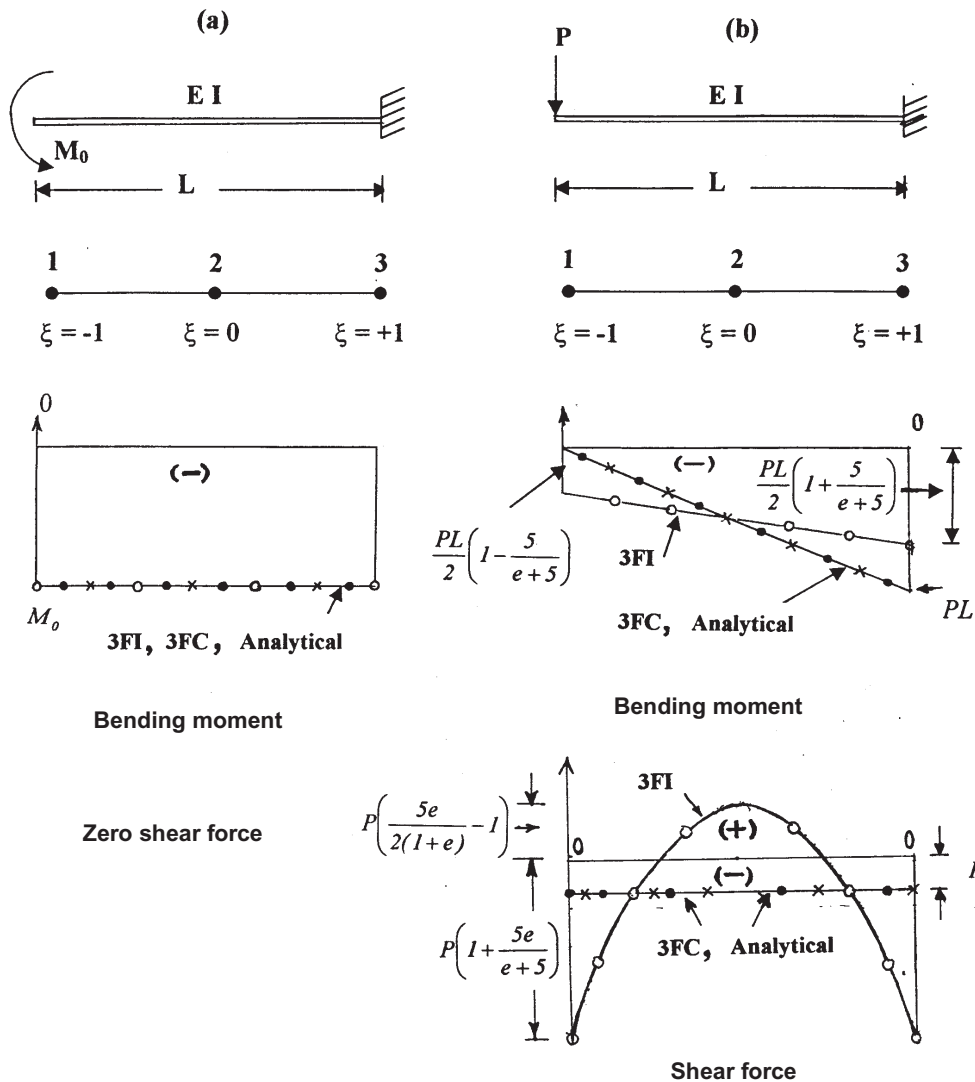 (a)
E I
M₀
L
1 2 3
ξ = -1 ξ = 0 ξ = +1
0
(−)
M_o
3FI, 3FC, Analytical
Bending moment
Zero shear force
(b)
P
E I
L
1 2 3
ξ = -1 ξ = 0 ξ = +1
0
(−)
PL/2 (1 + 5/(e+5))
PL/2 (1 − 5/(e+5))
3FI
3FC, Analytical
PL
Bending moment
3FI
P(5e/2(1+e) − 1)
0 (+) 0
(−)
3FC, Analytical
P(1 + 5e/(e+5))
Shear force